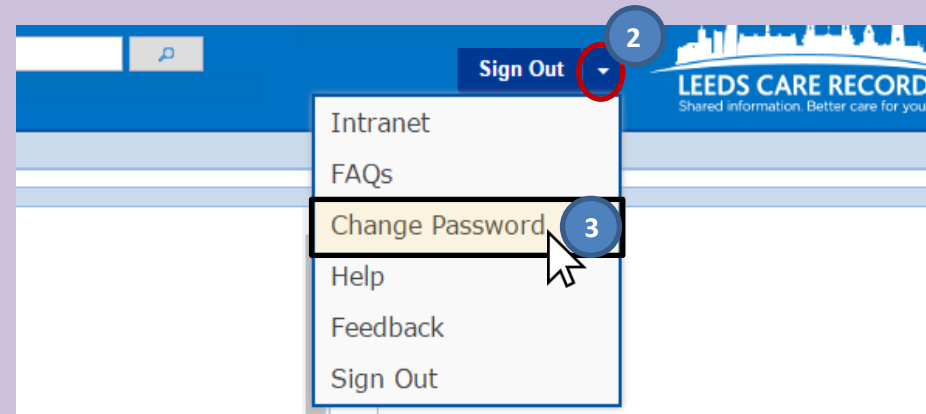 2
Sign Out
LEEDS CARE RECORD
Shared information. Better care for you
Intranet
FAQs
Change Password
3
Help
Feedback
Sign Out